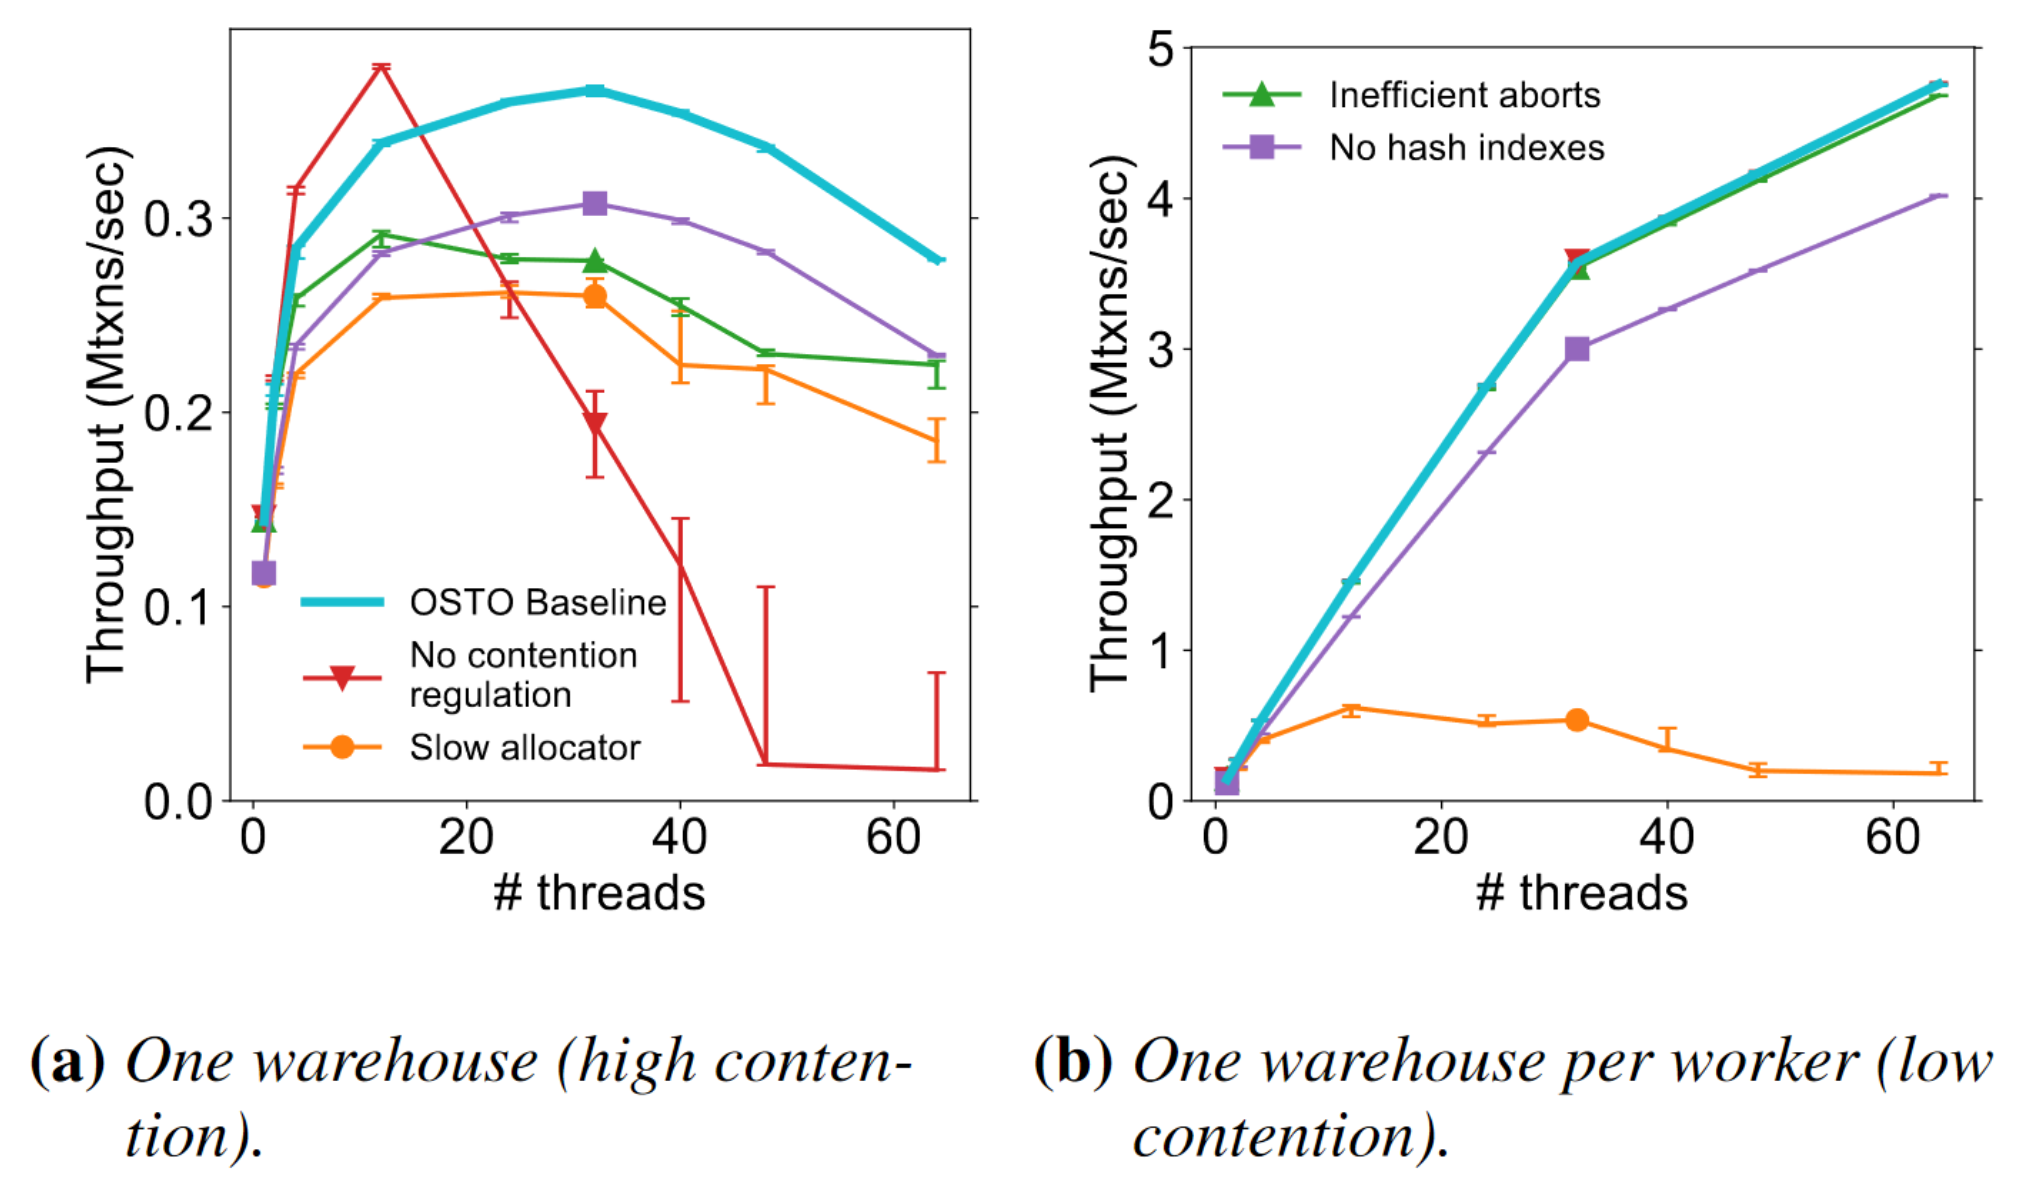 Throughput (Mtxns/sec)
0.3
0.2
0.1
0.0
0
20
40
60
# threads
OSTO Baseline
No contention
regulation
Slow allocator
Throughput (Mtxns/sec)
5
4
3
2
1
0
0
20
40
60
# threads
Inefficient aborts
No hash indexes
(a) One warehouse (high conten-
tion).
(b) One warehouse per worker (low
contention).